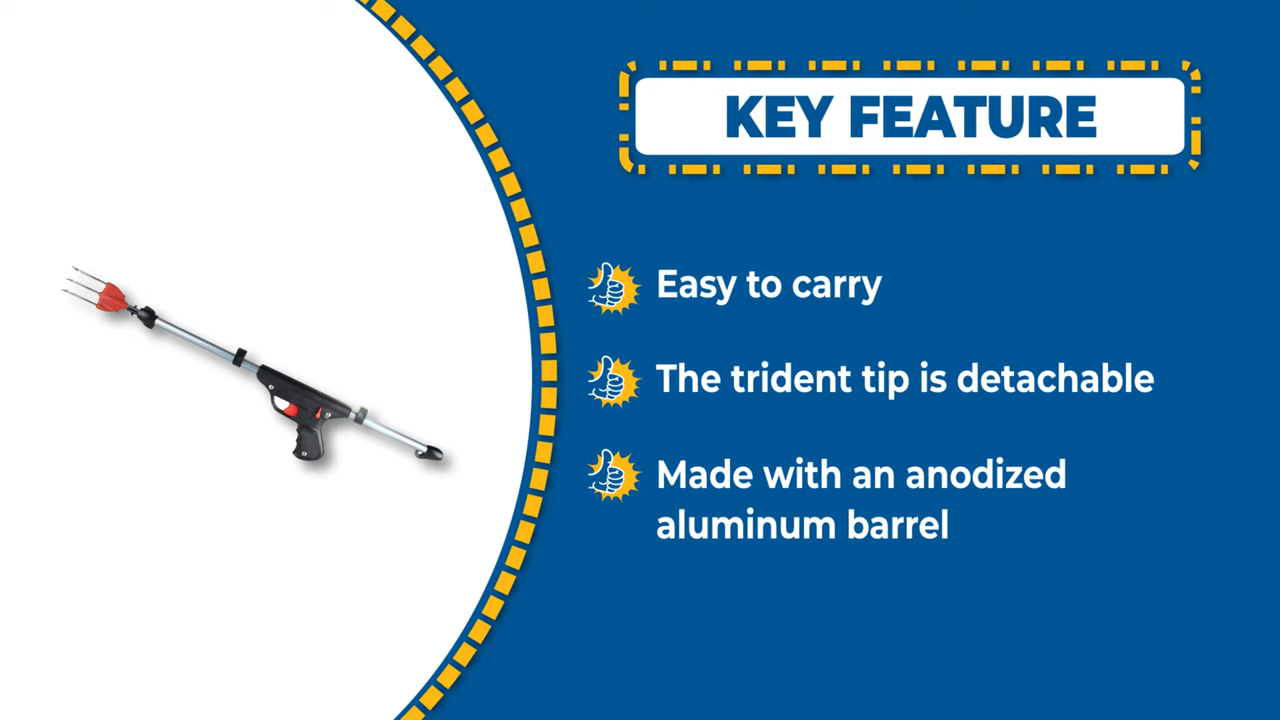 KEY FEATURE
Easy to carry
The trident tip is detachable
Made with an anodized
aluminum barrel